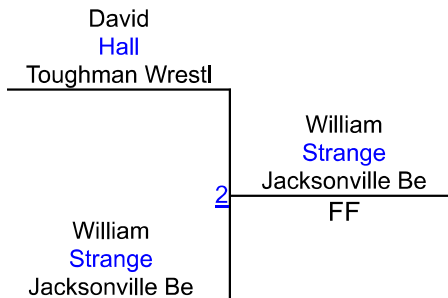 David
Hall
Toughman Wrestl
William
Strange
Jacksonville Be
2
FF
William
Strange
Jacksonville Be